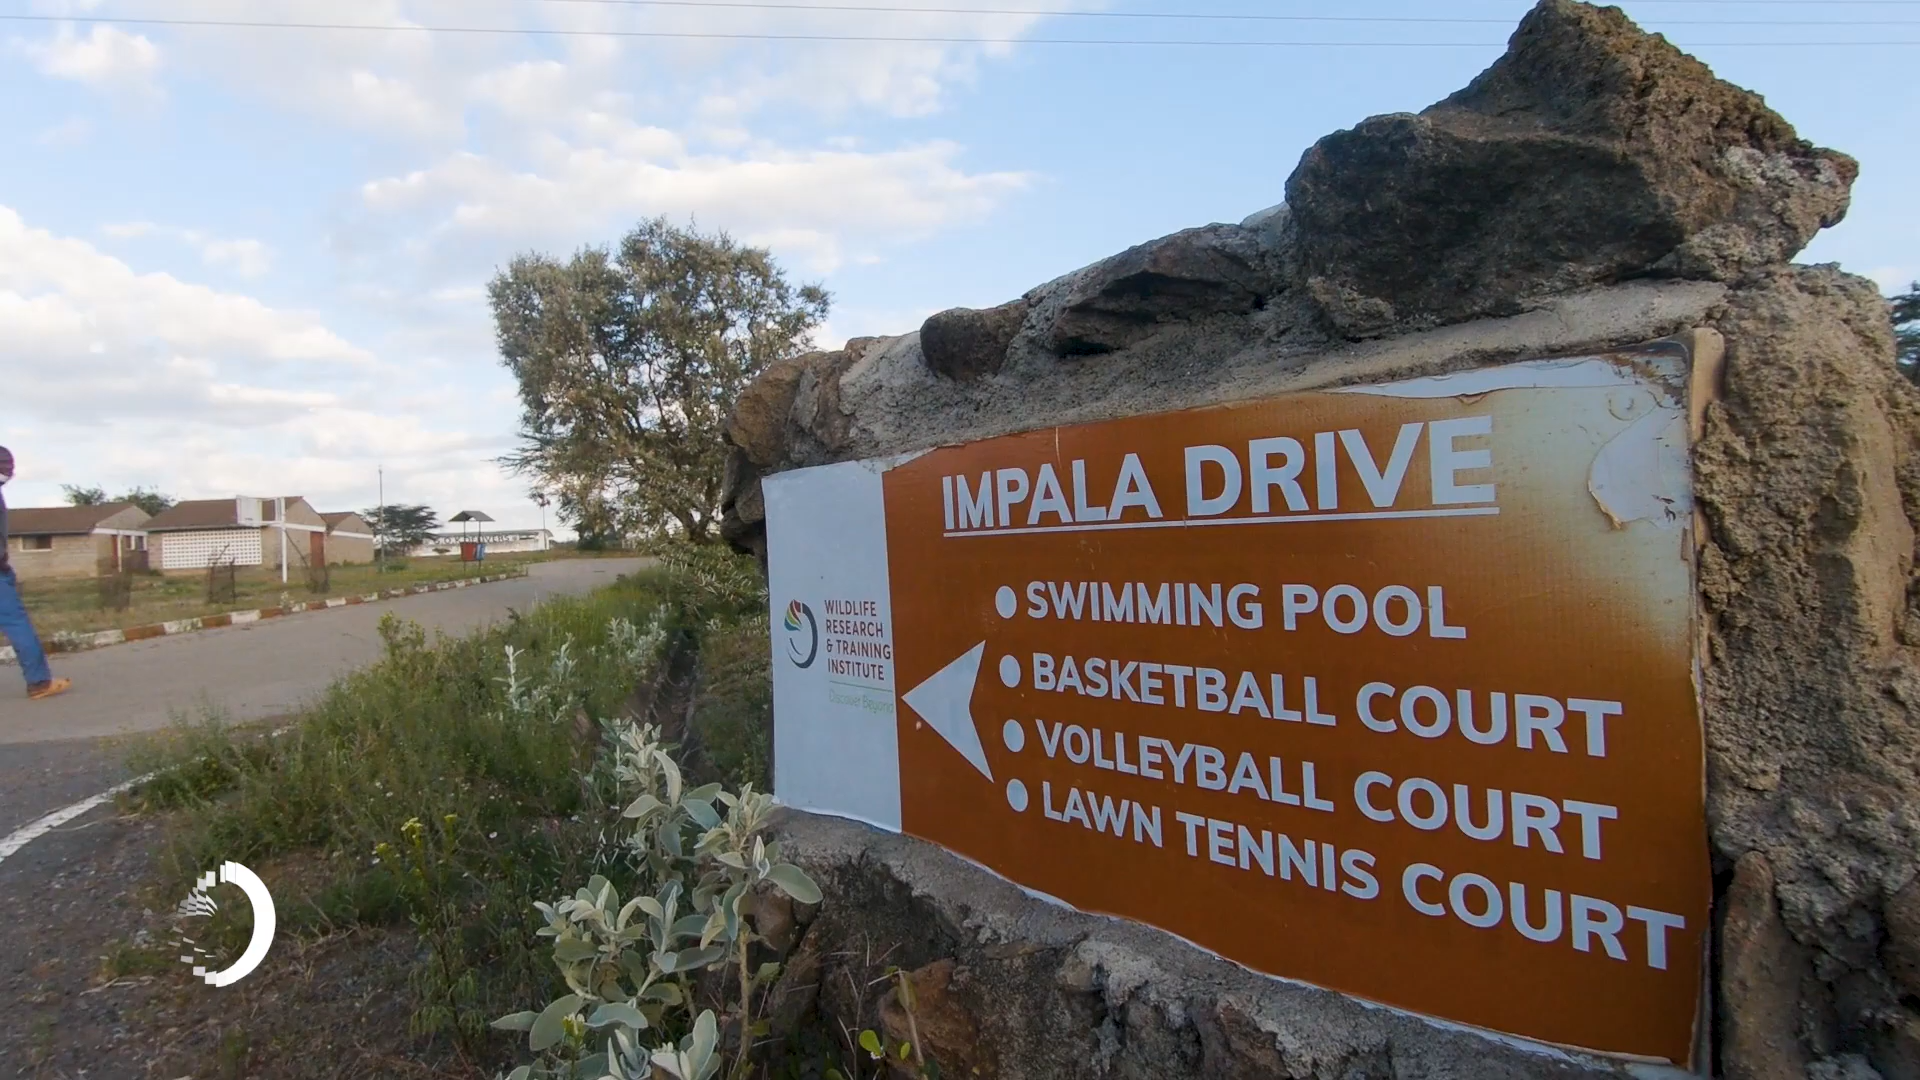 IMPALA DRIVE
WILDLIFE
RESEARCH
& TRAINING
INSTITUTE
Discover Beyond
SWIMMING POOL
BASKETBALL COURT
VOLLEYBALL COURT
LAWN TENNIS COURT